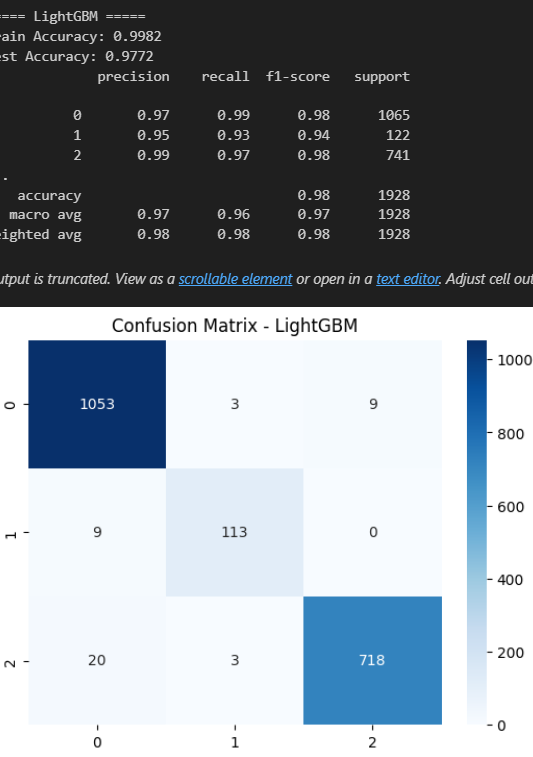 ==== LightGBM =====
ain Accuracy: 0.9982
est Accuracy: 0.9772
precision recall f1-score support
0 0.97 0.99 0.98 1065
1 0.95 0.93 0.94 122
2 0.99 0.97 0.98 741
.
accuracy 0.98 1928
macro avg 0.97 0.96 0.97 1928
eighted avg 0.98 0.98 0.98 1928
utput is truncated. View as a scrollable element or open in a text editor. Adjust cell out
Confusion Matrix - LightGBM
0 1053 3 9
1 9 113 0
2 20 3 718
0 1 2
1000
800
600
400
200
0